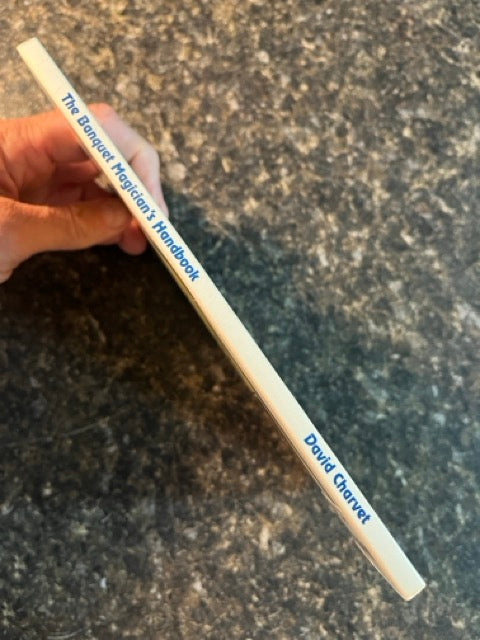 The Banquet Magician's Handbook
David Charvet